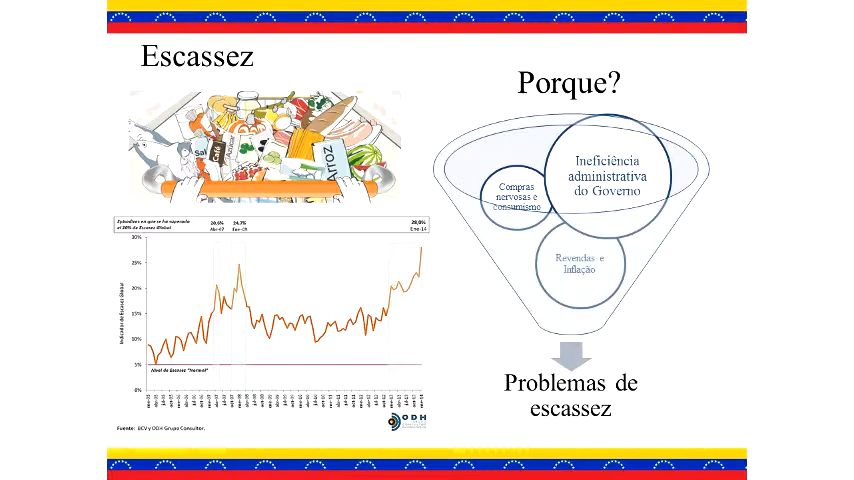 Escassez
Porque?
Sal
Café
Açúcar
Arroz
Episodios en que se ha superado
el 20% de Escasez Global
20,6%
Abr-07
24,7%
Ene-08
28,0%
Ene-14
Indicador de Escasez Global
30%
25%
20%
15%
10%
5%
0%
Nivel de Escasez "Normal"
Fuente: BCV y ODH Grupo Consultor.
ODH
Ineficiência
administrativa
do Governo
Compras
nervosas e
consumismo
Revendas e
Inflação
Problemas de
escassez